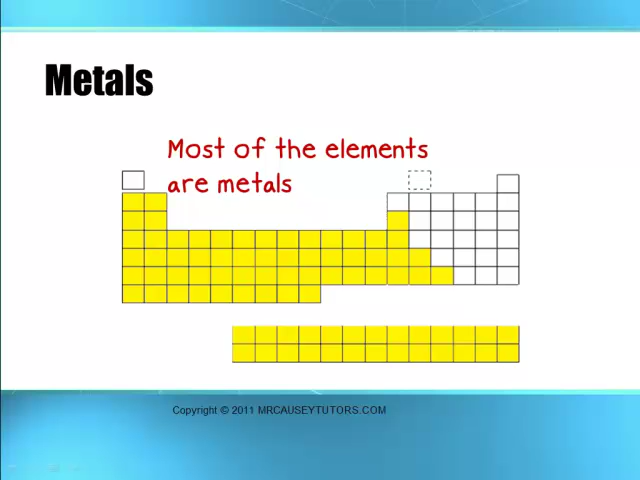 Metals
Most of the elements
are metals
Copyright © 2011 MRCAUSEYTUTORS.COM